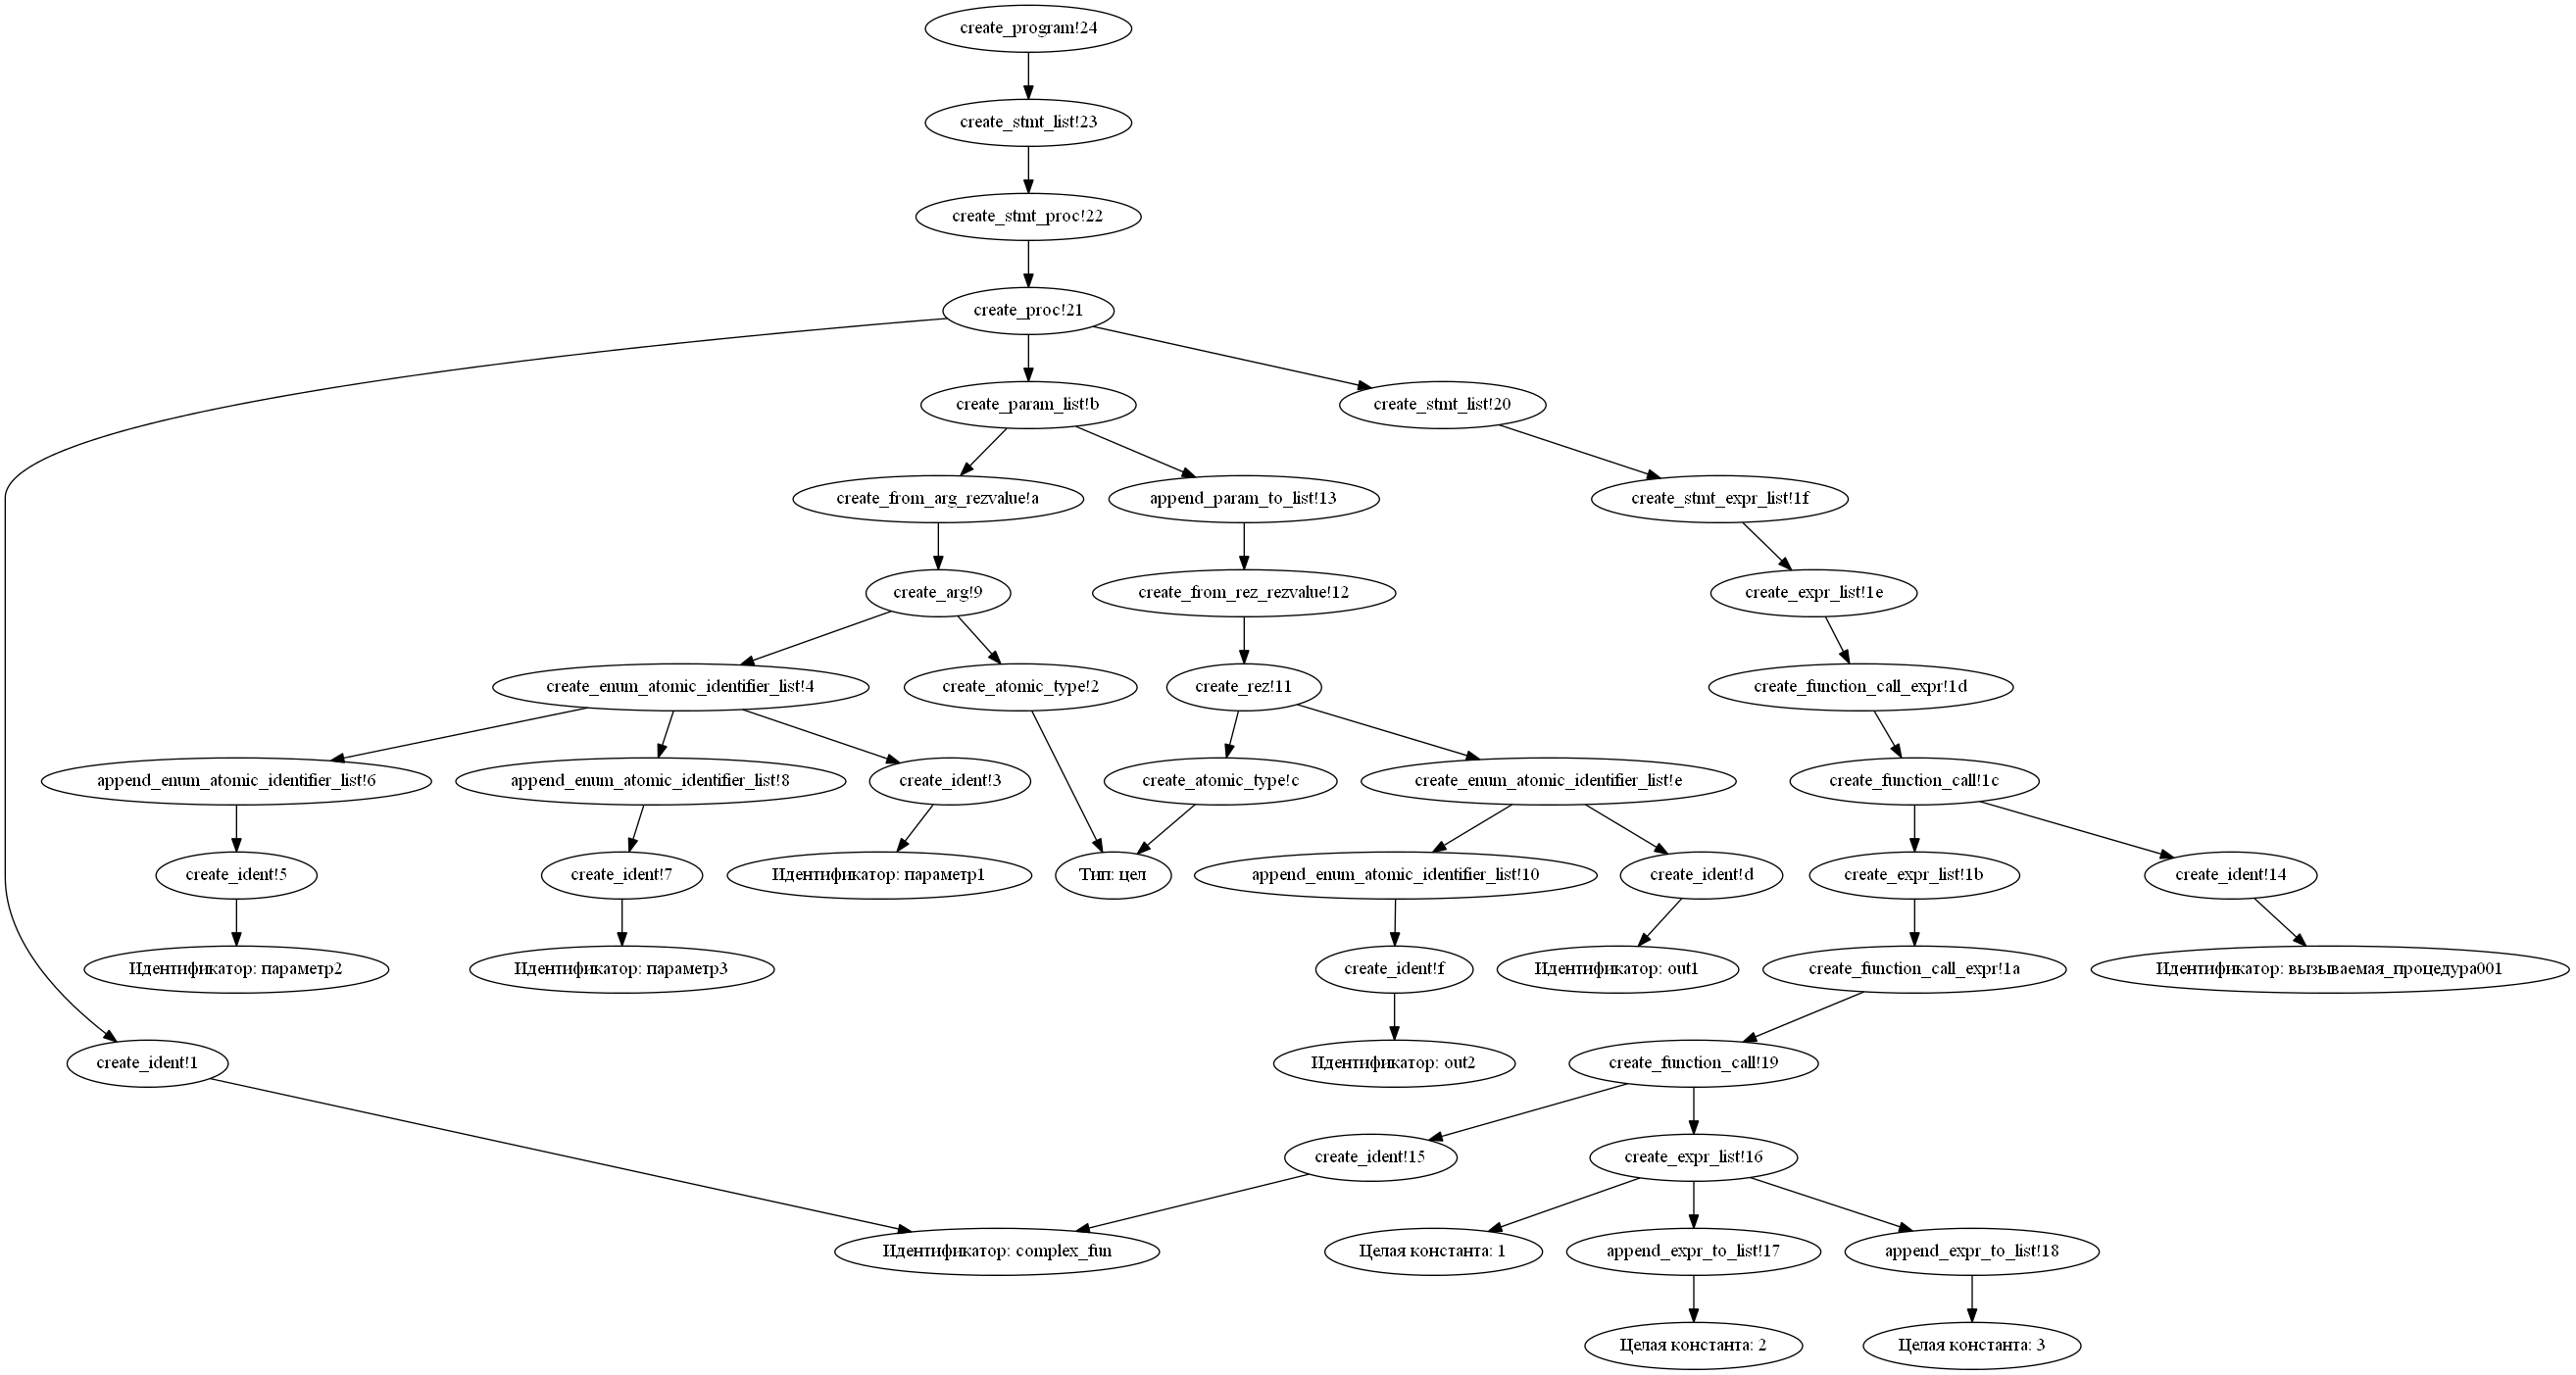 create_program!24
create_stmt_list!23
create_stmt_proc!22
create_proc!21
create_param_list!b
create_stmt_list!20
create_from_arg_rezvalue!a
append_param_to_list!13
create_stmt_expr_list!1f
create_arg!9
create_from_rez_rezvalue!12
create_expr_list!1e
create_enum_atomic_identifier_list!4
create_atomic_type!2
create_rez!11
create_function_call_expr!1d
append_enum_atomic_identifier_list!6
append_enum_atomic_identifier_list!8
create_ident!3
create_atomic_type!c
create_enum_atomic_identifier_list!e
create_function_call!1c
create_ident!5
create_ident!7
Идентификатор: параметр1
Тип: цел
append_enum_atomic_identifier_list!10
create_ident!d
create_expr_list!1b
create_ident!14
Идентификатор: параметр2
Идентификатор: параметр3
create_ident!f
Идентификатор: out1
create_function_call_expr!1a
Идентификатор: вызываемая_процедура001
create_ident!1
Идентификатор: out2
create_function_call!19
create_ident!15
create_expr_list!16
Идентификатор: complex_fun
Целая константа: 1
append_expr_to_list!17
append_expr_to_list!18
Целая константа: 2
Целая константа: 3